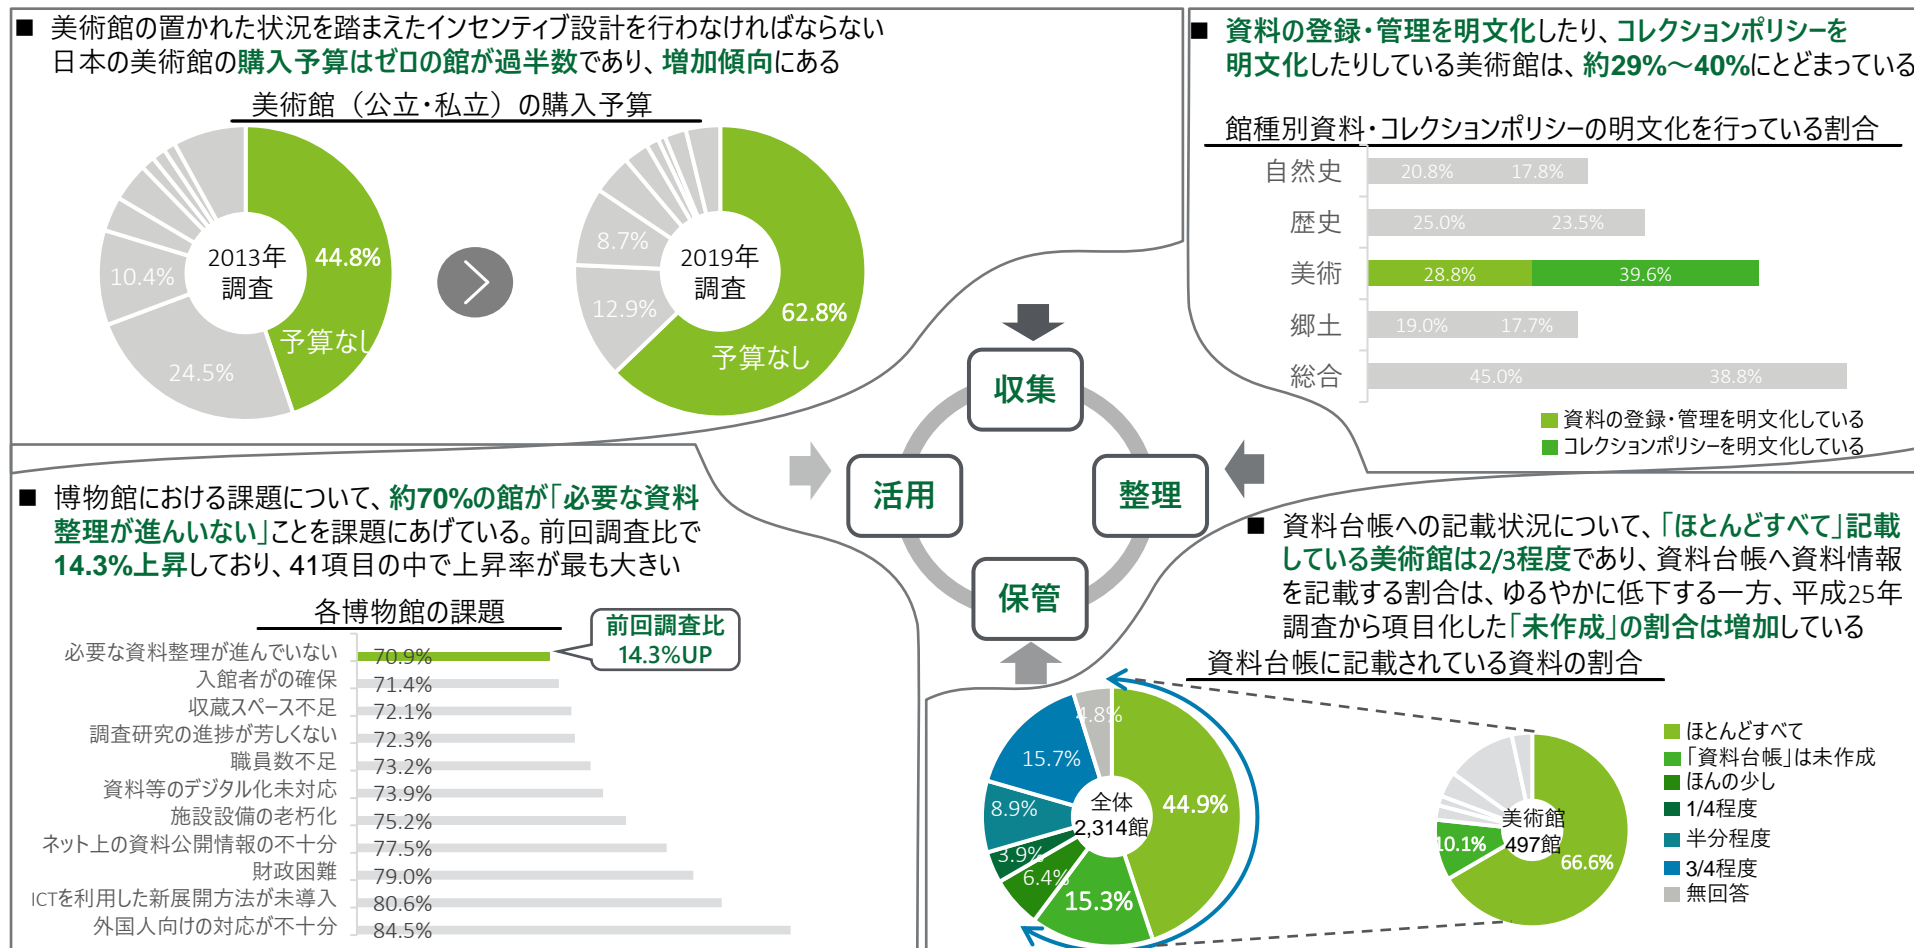 ■ 美術館の置かれた状況を踏まえたインセンティブ設計を行わなければならない
日本の美術館の購入予算はゼロの館が過半数であり、増加傾向にある
美術館（公立・私立）の購入予算
2013年
調査
44.8%
予算なし
24.5%
10.4%
2019年
調査
62.8%
予算なし
12.9%
8.7%
■ 資料の登録・管理を明文化したり、コレクションポリシーを
明文化したりしている美術館は、約29%～40%にとどまっている
館種別資料・コレクションポリシーの明文化を行っている割合
自然史 20.8% 17.8%
歴史 25.0% 23.5%
美術 28.8% 39.6%
郷土 19.0% 17.7%
総合 45.0% 38.8%
資料の登録・管理を明文化している
コレクションポリシーを明文化している
収集
活用
整理
保管
■ 博物館における課題について、約70%の館が「必要な資料
整理が進んいない」ことを課題にあげている。前回調査比で
14.3%上昇しており、41項目の中で上昇率が最も大きい
各博物館の課題
前回調査比
14.3%UP
必要な資料整理が進んでいない 70.9%
入館者がの確保 71.4%
収蔵スペース不足 72.1%
調査研究の進捗が芳しくない 72.3%
職員数不足 73.2%
資料等のデジタル化未対応 73.9%
施設設備の老朽化 75.2%
ネット上の資料公開情報の不十分 77.5%
財政困難 79.0%
ICTを利用した新展開方法が未導入 80.6%
外国人向けの対応が不十分 84.5%
■ 資料台帳への記載状況について、「ほとんどすべて」記載
している美術館は2/3程度であり、資料台帳へ資料情報
を記載する割合は、ゆるやかに低下する一方、平成25年
調査から項目化した「未作成」の割合は増加している
資料台帳に記載されている資料の割合
全体
2,314館
44.9%
15.3%
6.4%
3.9%
8.9%
15.7%
4.8%
美術館
497館
66.6%
10.1%
ほとんどすべて
「資料台帳」は未作成
ほんの少し
1/4程度
半分程度
3/4程度
無回答